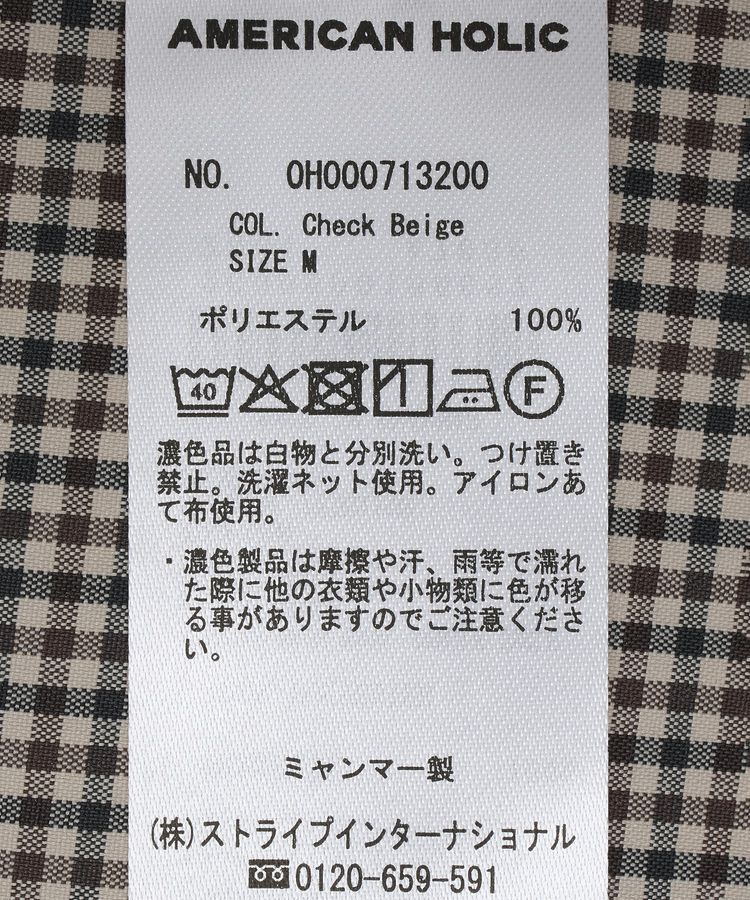 AMERICAN HOLIC
NO. 0H000713200
COL. Check Beige
SIZE M
ポリエステル 100%
40 F
濃色品は白物と分別洗い。つけ置き
禁止。洗濯ネット使用。アイロンあ
て布使用。
・濃色製品は摩擦や汗、雨等で濡れ
た際に他の衣類や小物類に色が移
る事がありますのでご注意くださ
い。
ミャンマー製
(株)ストライプインターナショナル
0120-659-591